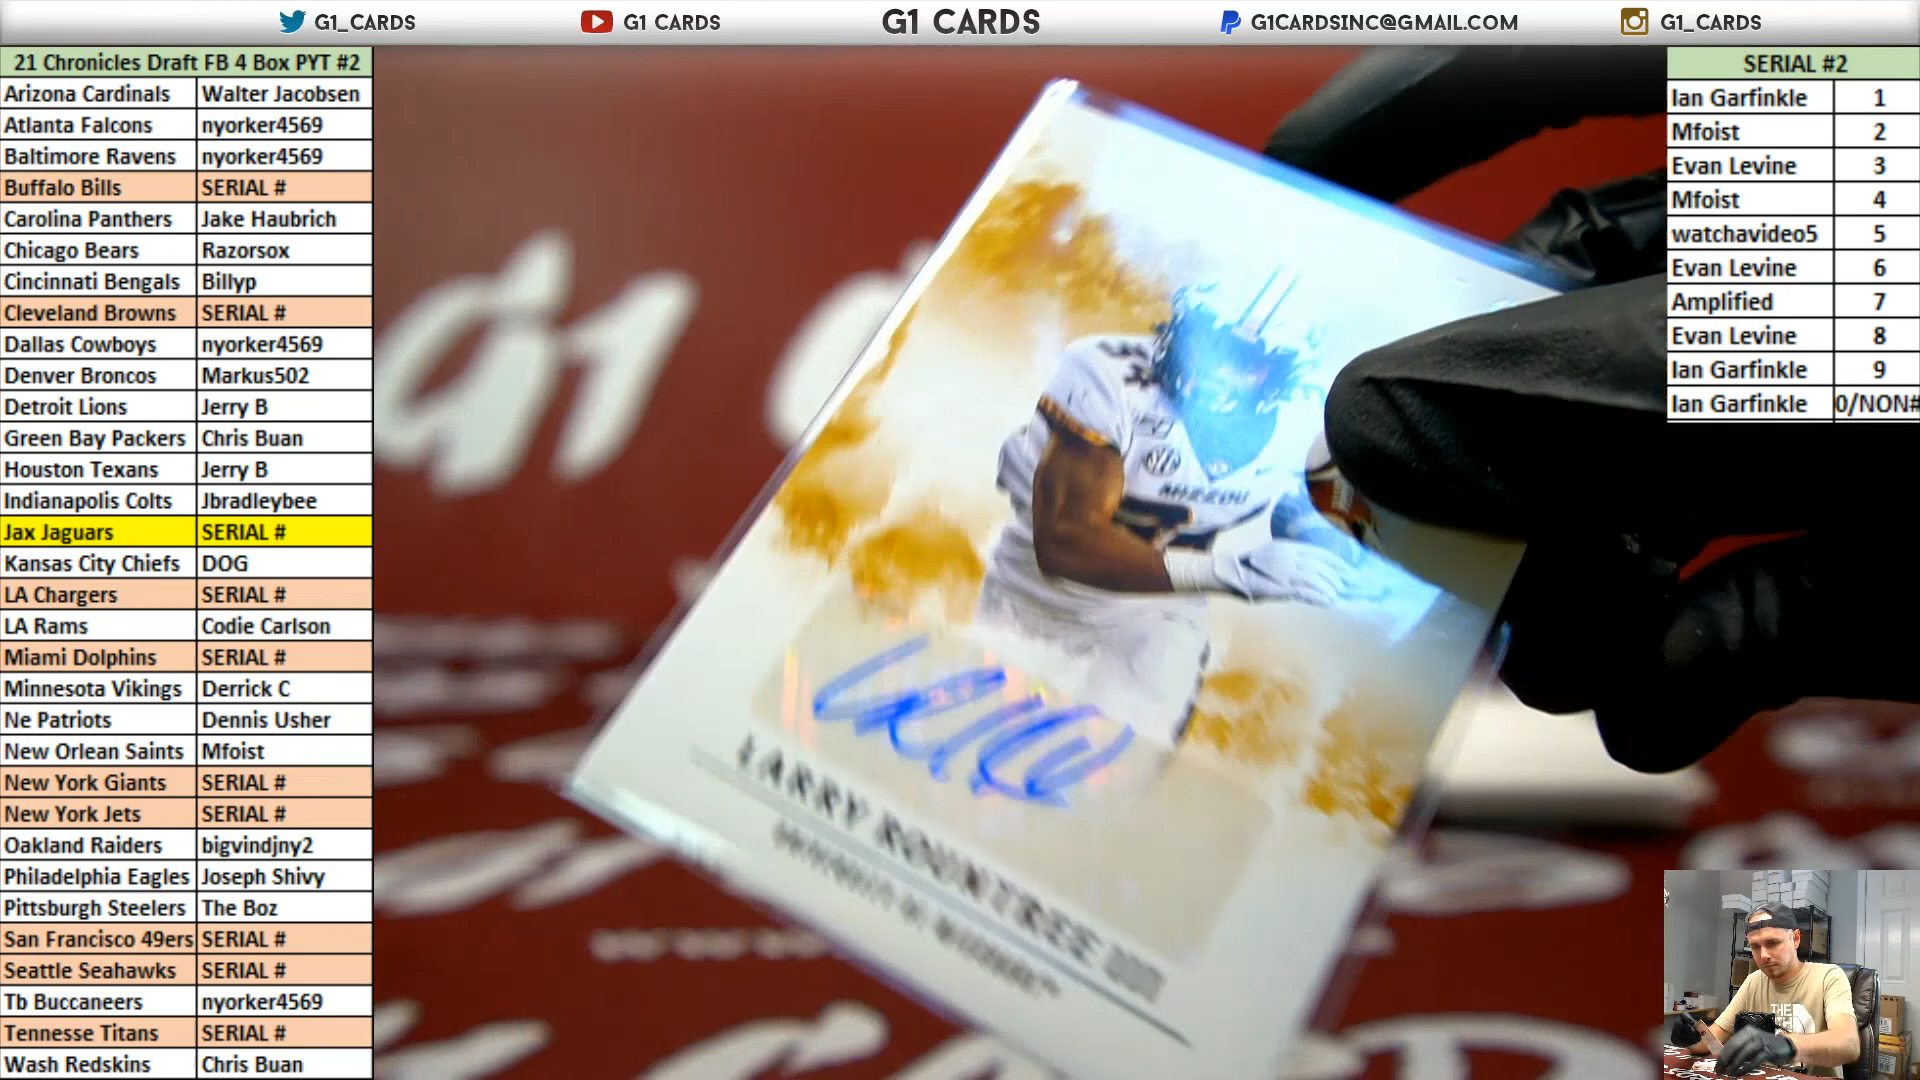 G1_CARDS
G1 CARDS
G1 CARDS
G1CARDSINC@GMAIL.COM
G1_CARDS
21 Chronicles Draft FB 4 Box PYT #2
Arizona Cardinals Walter Jacobsen
Atlanta Falcons nyorker4569
Baltimore Ravens nyorker4569
Buffalo Bills SERIAL #
Carolina Panthers Jake Haubrich
Chicago Bears Razorsox
Cincinnati Bengals Billyp
Cleveland Browns SERIAL #
Dallas Cowboys nyorker4569
Denver Broncos Markus502
Detroit Lions Jerry B
Green Bay Packers Chris Buan
Houston Texans Jerry B
Indianapolis Colts Jbradleybee
Jax Jaguars SERIAL #
Kansas City Chiefs DOG
LA Chargers SERIAL #
LA Rams Codie Carlson
Miami Dolphins SERIAL #
Minnesota Vikings Derrick C
Ne Patriots Dennis Usher
New Orlean Saints Mfoist
New York Giants SERIAL #
New York Jets SERIAL #
Oakland Raiders bigvindjny2
Philadelphia Eagles Joseph Shivy
Pittsburgh Steelers The Boz
San Francisco 49ers SERIAL #
Seattle Seahawks SERIAL #
Tb Buccaneers nyorker4569
Tennesse Titans SERIAL #
Wash Redskins Chris Buan
SERIAL #2
Ian Garfinkle 1
Mfoist 2
Evan Levine 3
Mfoist 4
watchavideo5 5
Evan Levine 6
Amplified 7
Evan Levine 8
Ian Garfinkle 9
Ian Garfinkle 0/NON#
G1
SEC
MIZZOU
LARRY ROUNTREE III
UNIVERSITY OF MISSOURI
THE